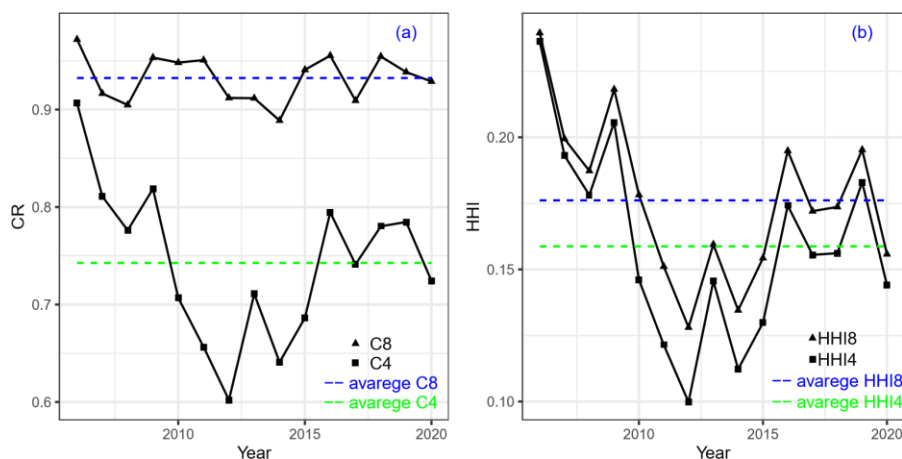 (a)
CR
0.9
0.8
0.7
0.6
C8
C4
avarege C8
avarege C4
2010
2015
2020
Year
(b)
HHI
0.20
0.15
0.10
HHI8
HHI4
avarege HHI8
avarege HHI4
2010
2015
2020
Year